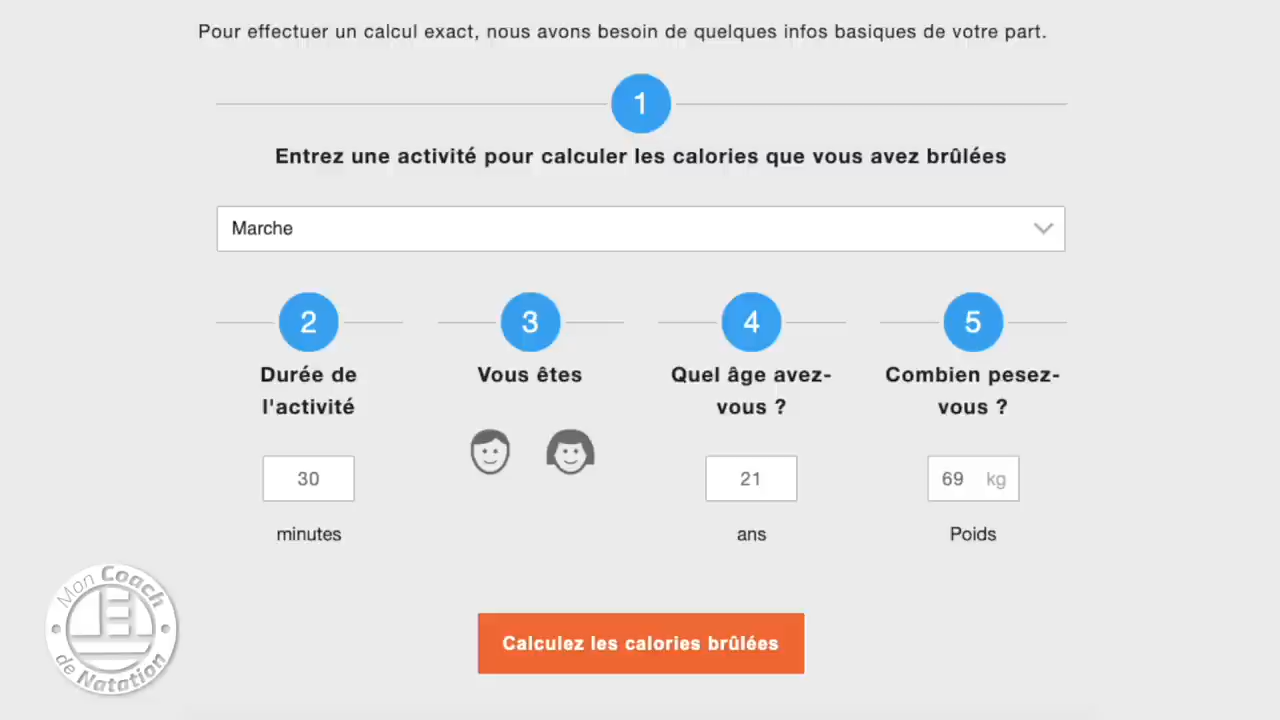 Pour effectuer un calcul exact, nous avons besoin de quelques infos basiques de votre part.
1
Entrez une activité pour calculer les calories que vous avez brûlées
Marche
2
Durée de
l'activité
30
minutes
3
Vous êtes
4
Quel âge avez-
vous ?
21
ans
5
Combien pesez-
vous ?
69 kg
Poids
Calculez les calories brûlées
Mon Coach
de Natation